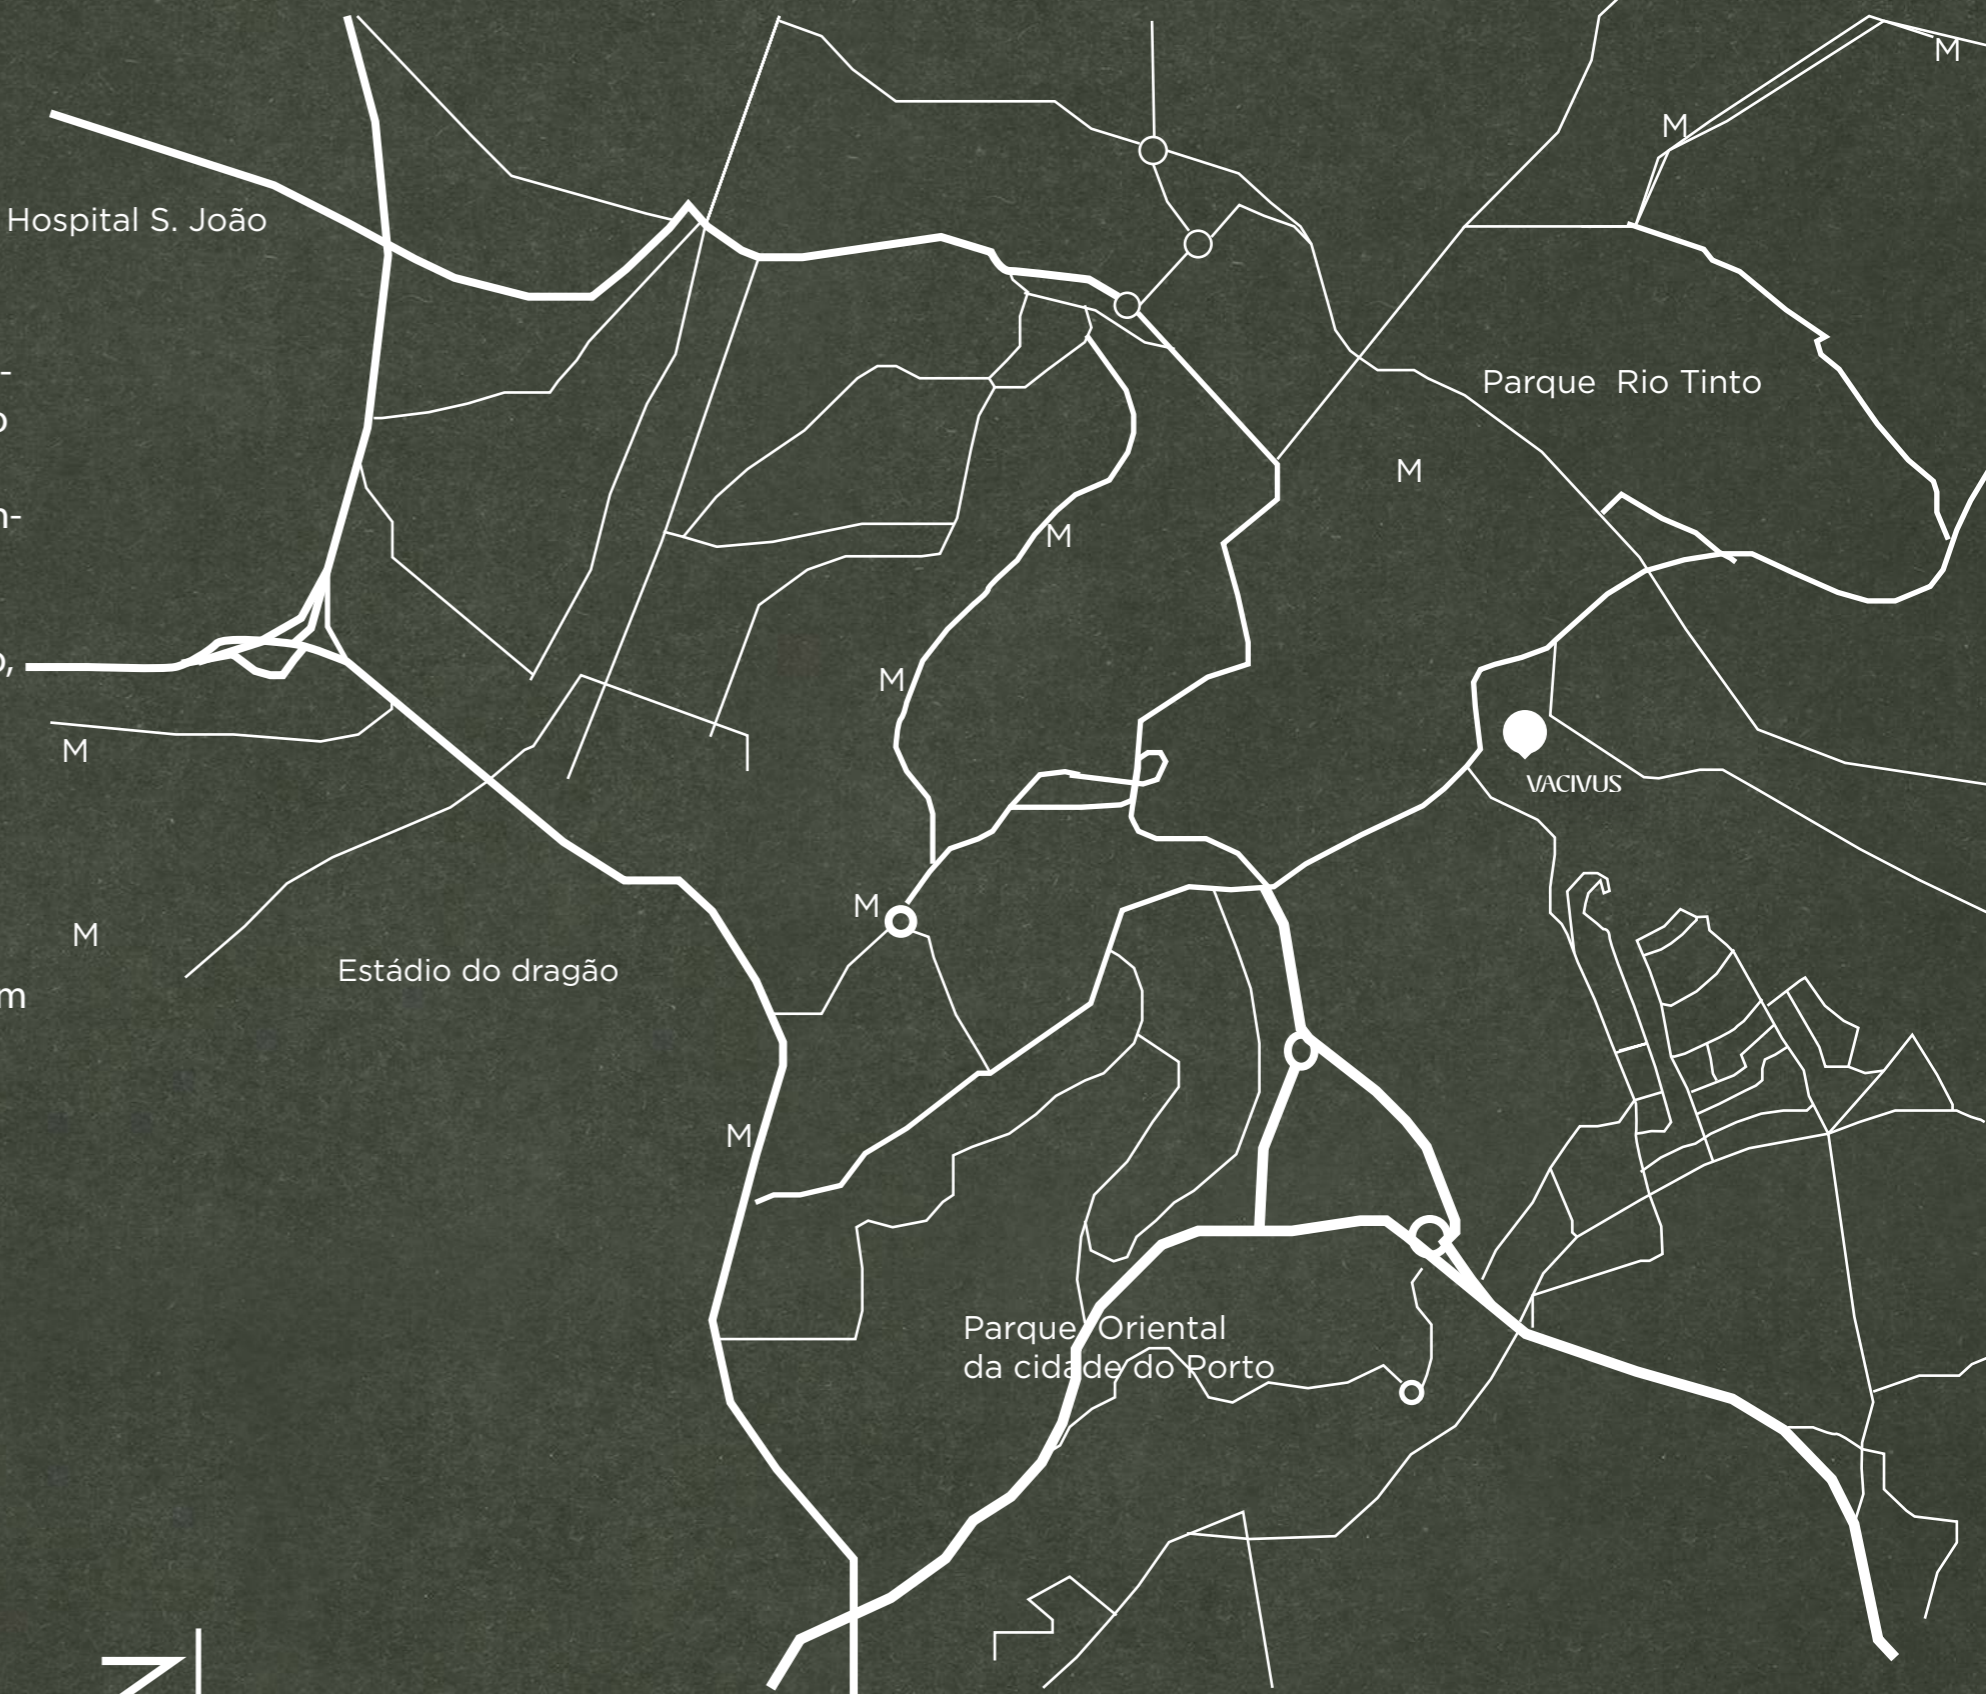 M
M
Hospital S. João
-
o
Parque Rio Tinto
M
n-
M
o,
M
M
VACIVUS
M
M
Estádio do dragão
m
M
Parque Oriental
da cidade do Porto